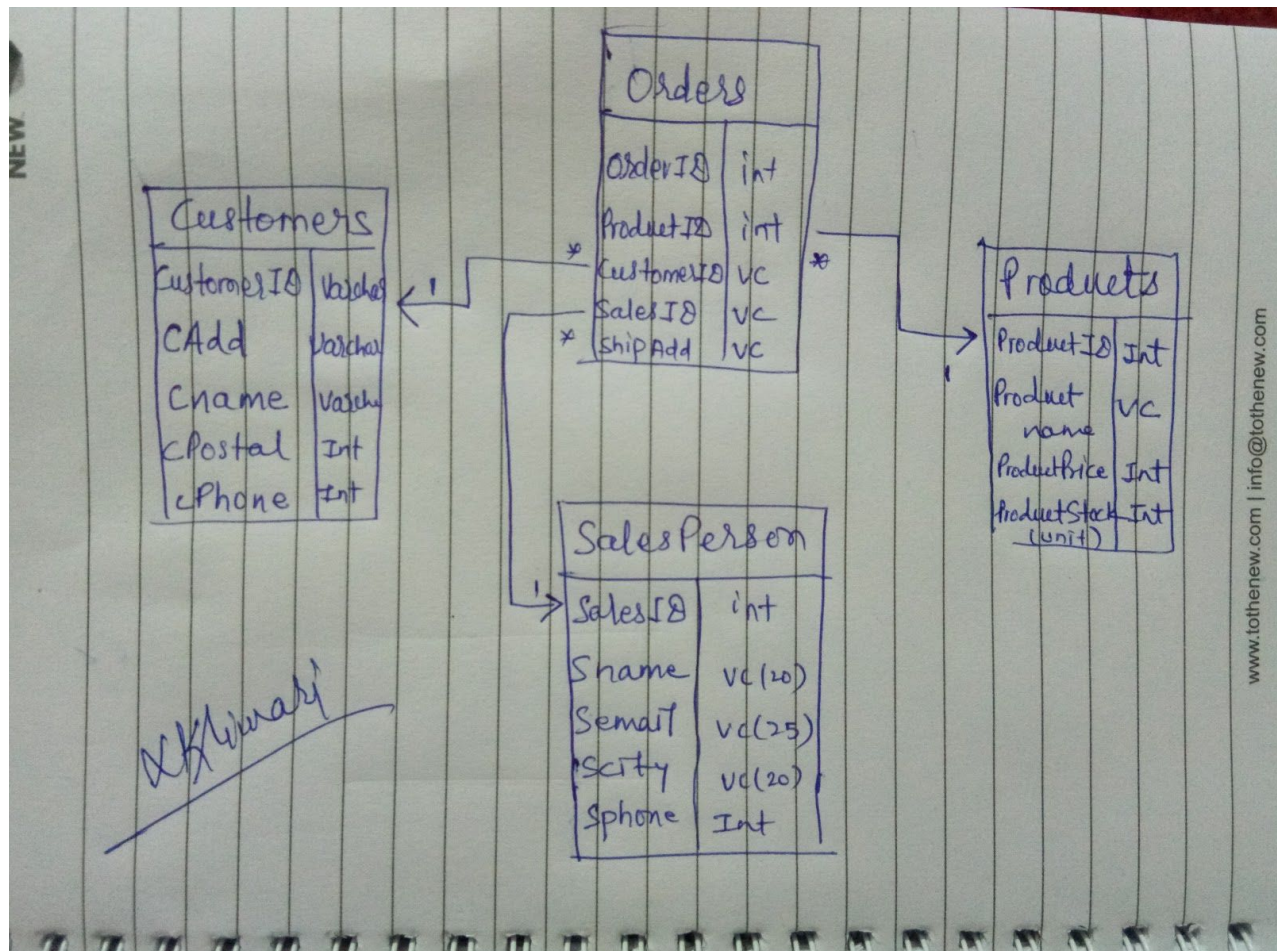 NEW
Orders
OrderID int
ProductID int
CustomerID VC
SalesID VC
ShipAdd VC
*
*
*
Customers
CustomerID Varchar
CAdd Varchar
Cname Varcha
cPostal Int
cPhone Int
1
Products
ProductID Int
Product
name VC
ProductPrice Int
ProductStock Int
(unit)
1
SalesPerson
SalesID int
Sname VC(20)
Semail VC(25)
Scity VC(20)
Sphone Int
1
www.tothenew.com | info@tothenew.com